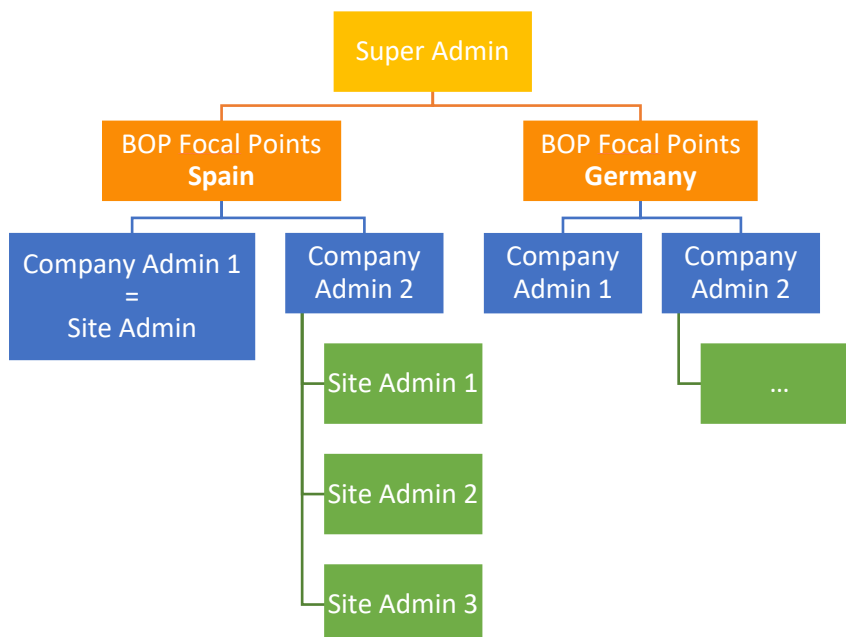 Super Admin
BOP Focal Points
Spain
BOP Focal Points
Germany
Company Admin 1
=
Site Admin
Company
Admin 2
Company
Admin 1
Company
Admin 2
Site Admin 1
...
Site Admin 2
Site Admin 3